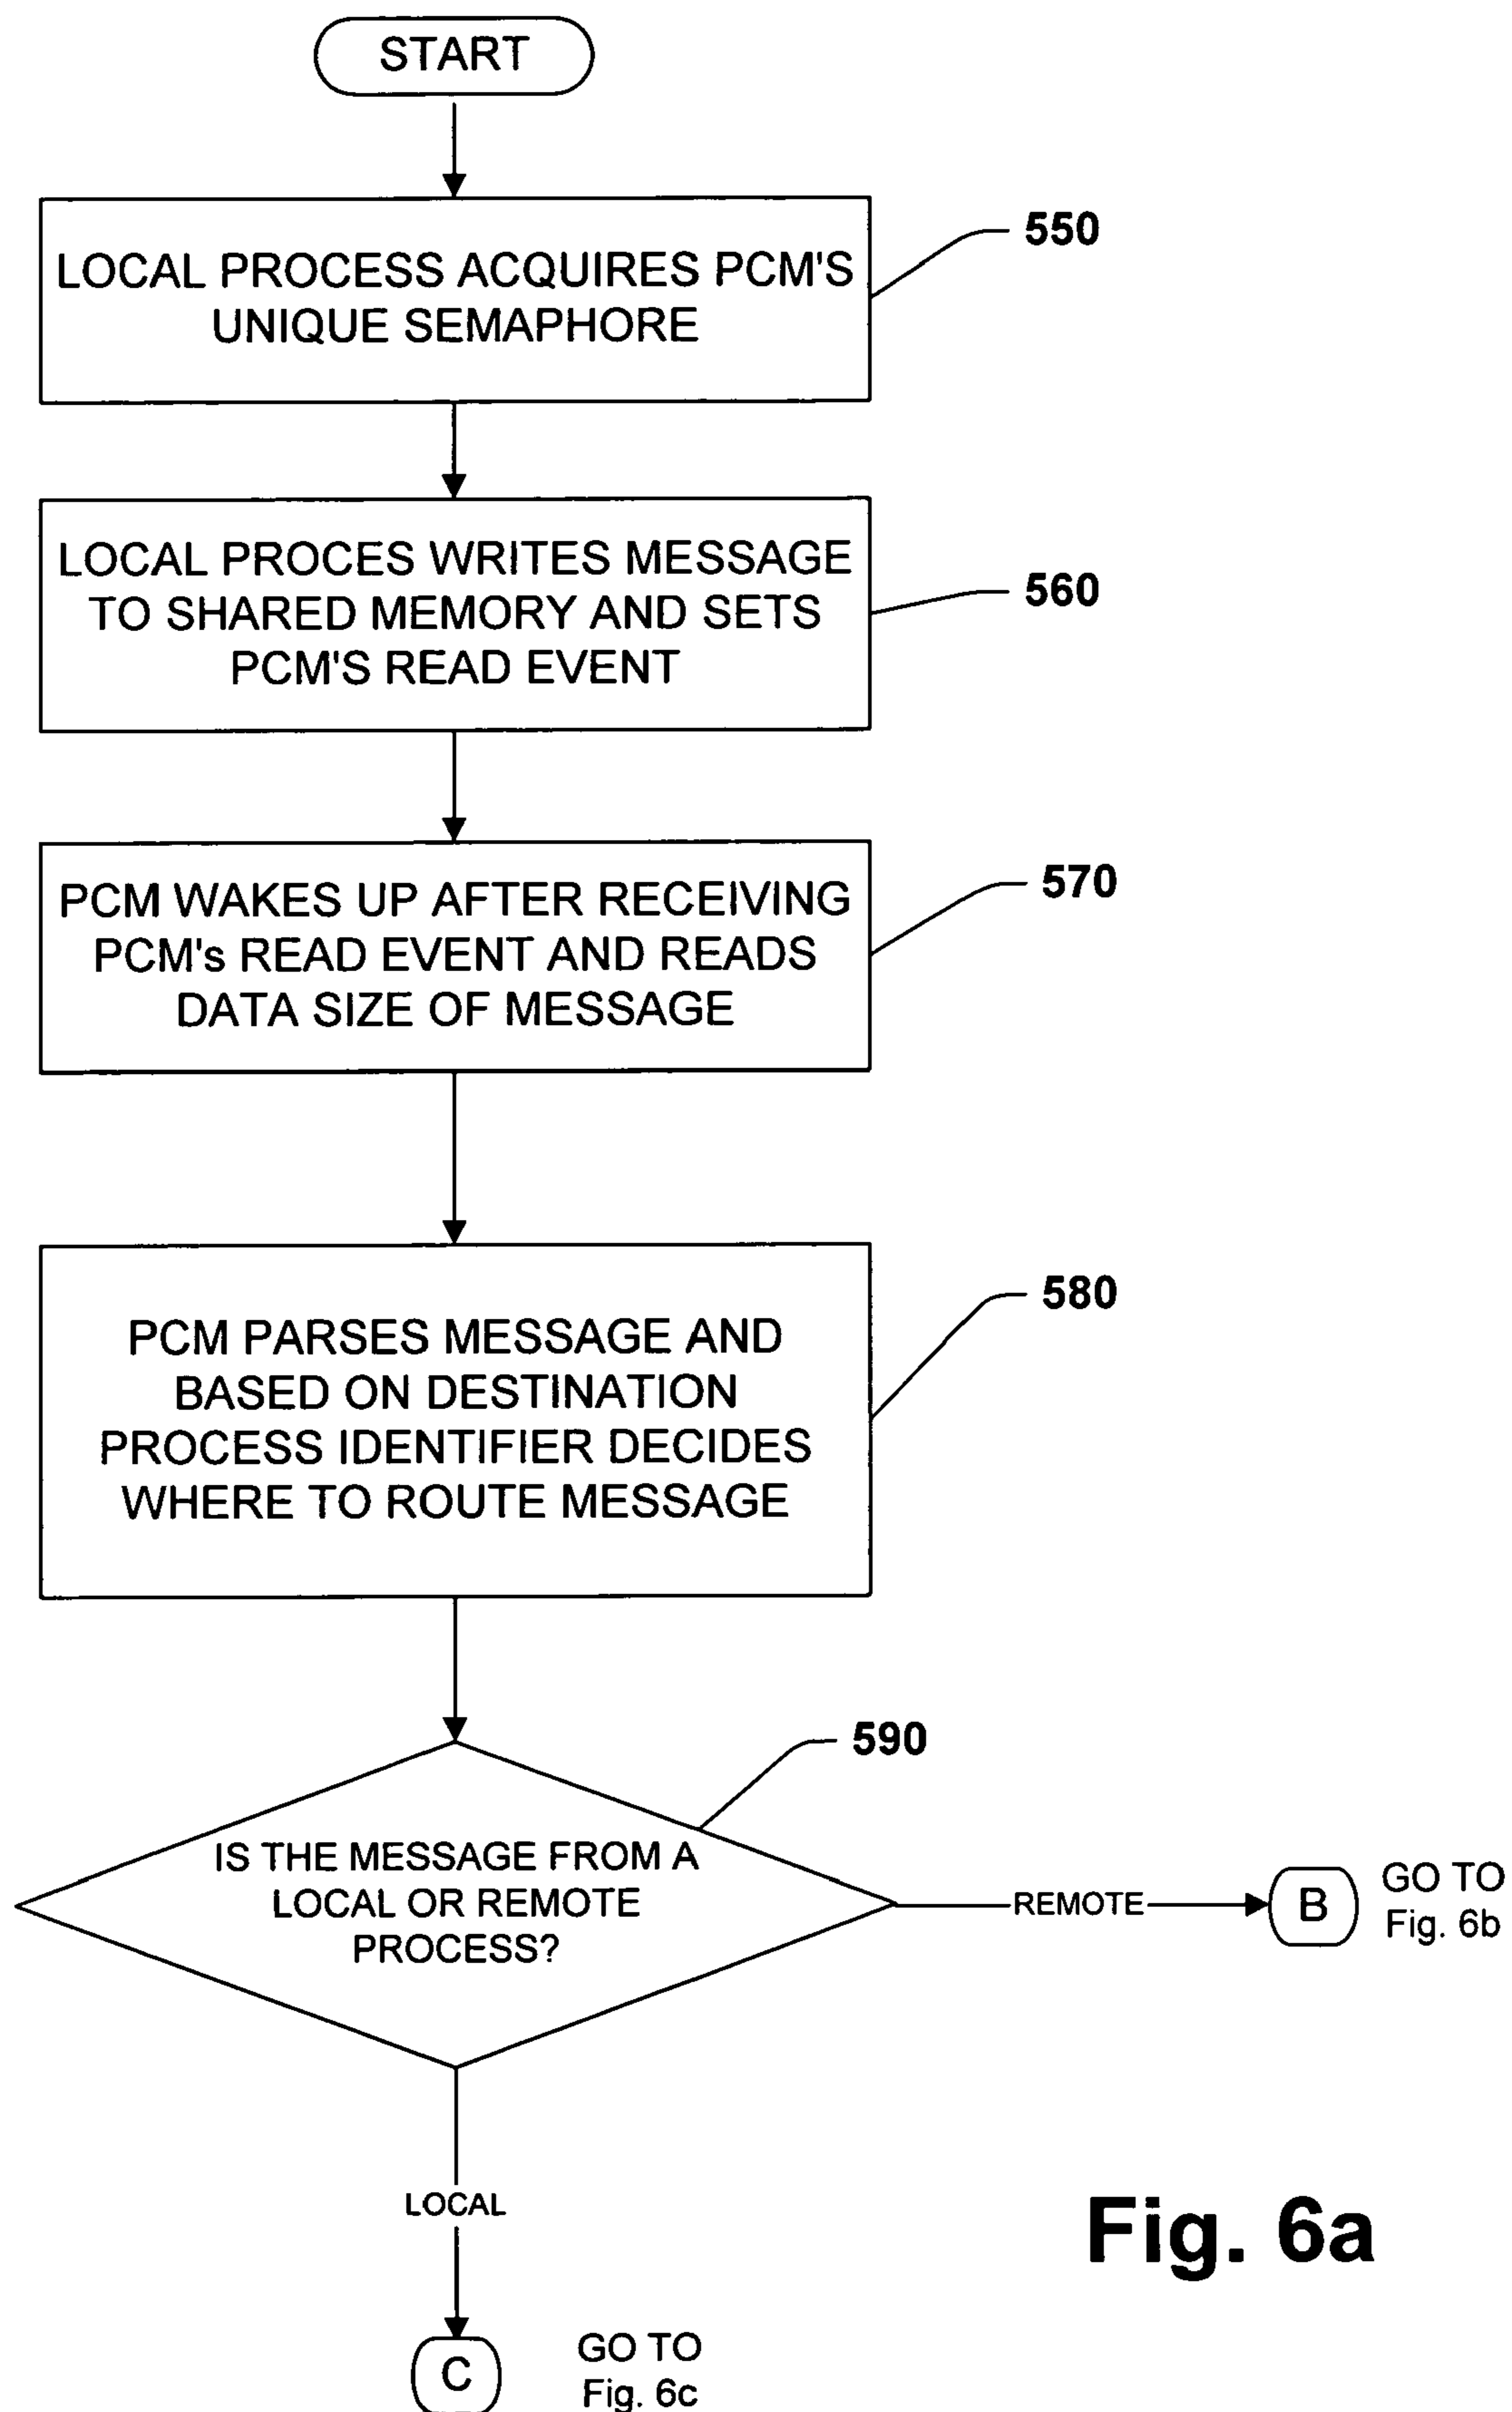 START
LOCAL PROCESS ACQUIRES PCM'S
UNIQUE SEMAPHORE
550
LOCAL PROCES WRITES MESSAGE
TO SHARED MEMORY AND SETS
PCM'S READ EVENT
560
PCM WAKES UP AFTER RECEIVING
PCM's READ EVENT AND READS
DATA SIZE OF MESSAGE
570
PCM PARSES MESSAGE AND
BASED ON DESTINATION
PROCESS IDENTIFIER DECIDES
WHERE TO ROUTE MESSAGE
580
590
IS THE MESSAGE FROM A
LOCAL OR REMOTE
PROCESS?
REMOTE
B
GO TO
Fig. 6b
LOCAL
C
GO TO
Fig. 6c
Fig. 6a